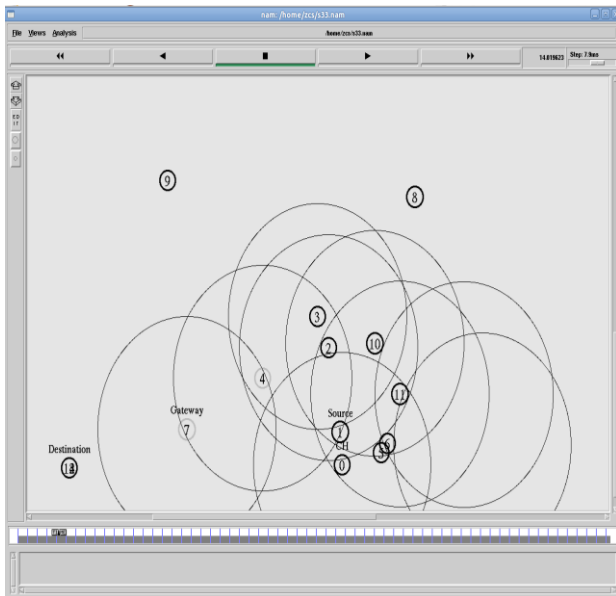 nam: /home/zcs/s33.nam
File Views Analysis /home/zcs/s33.nam
14.019623 Step: 7.9ms
9
8
3
2
10
4
11
Gateway
Source
7
1
6
CH
5
Destination
0